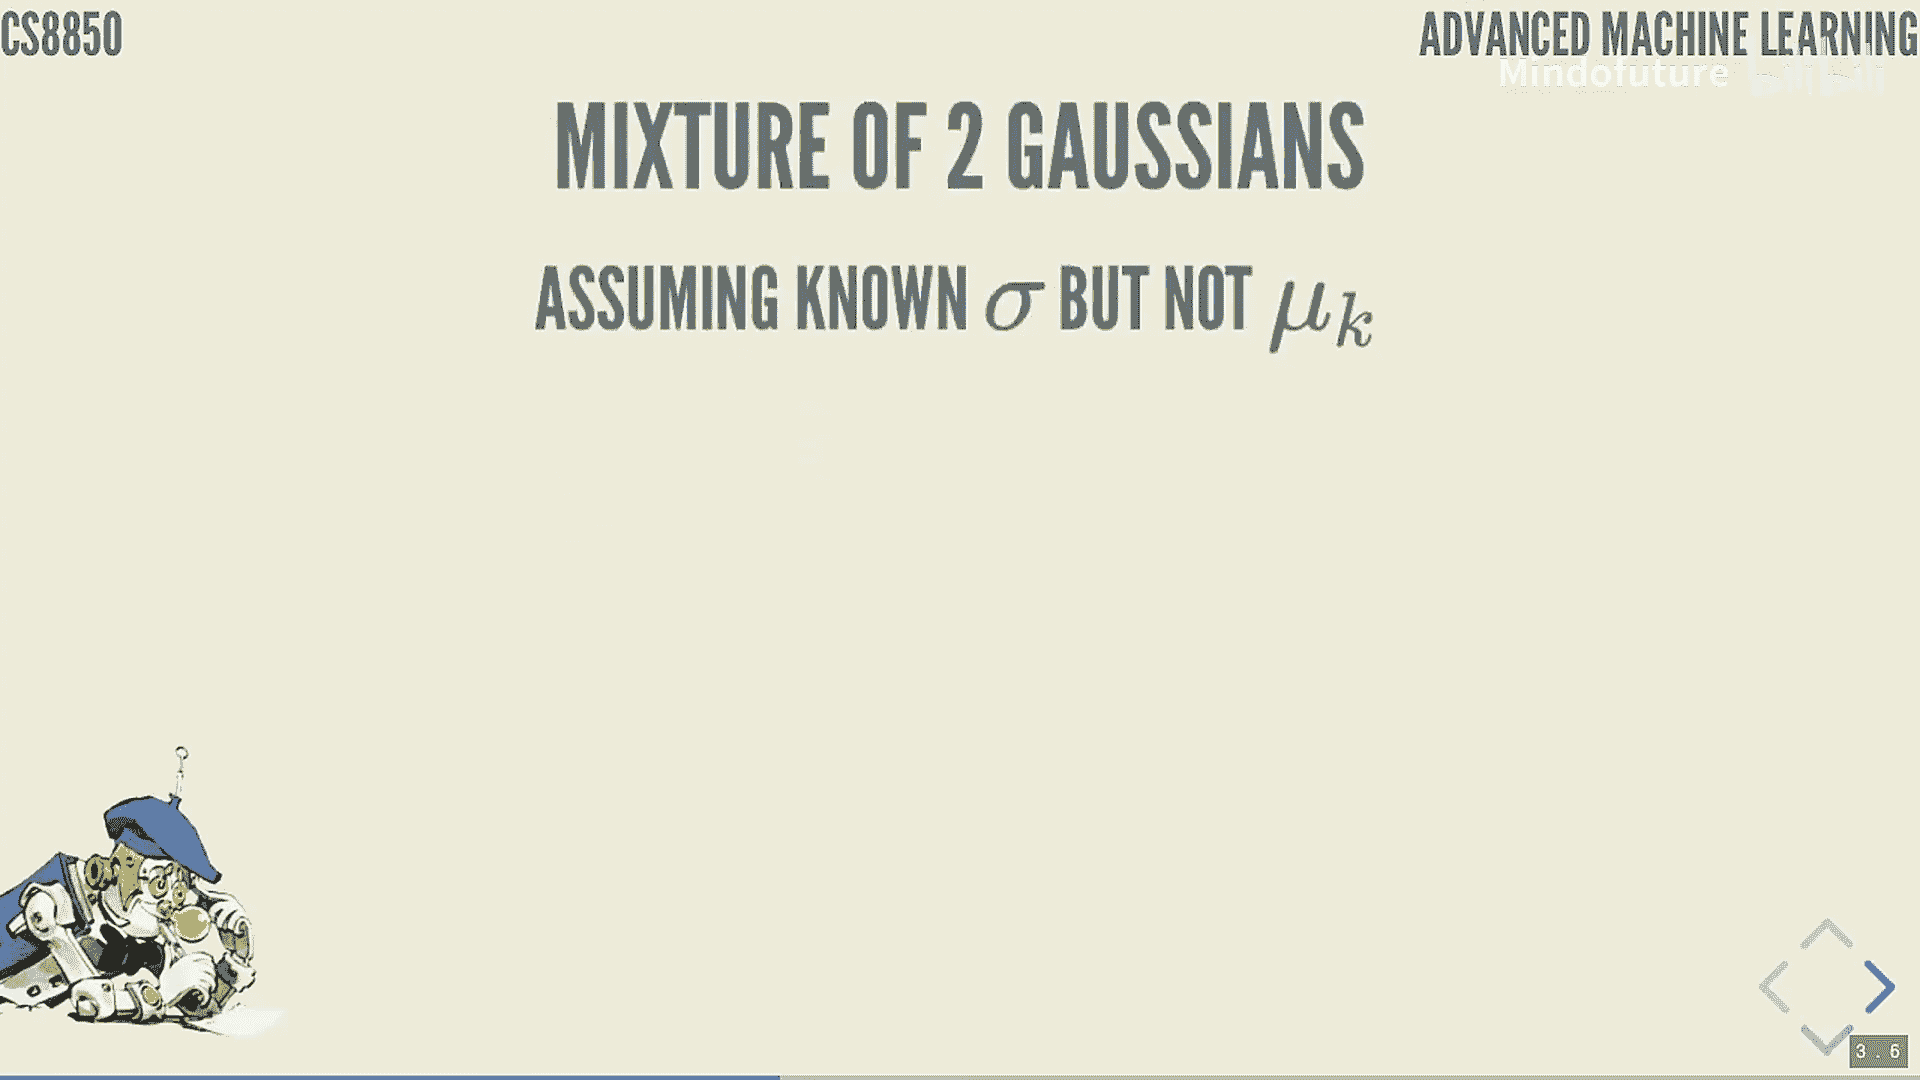 CS8850
ADVANCED MACHINE LEARNING
Mindofuture
MIXTURE OF 2 GAUSSIANS
ASSUMING KNOWN σ BUT NOT μₖ
3.6